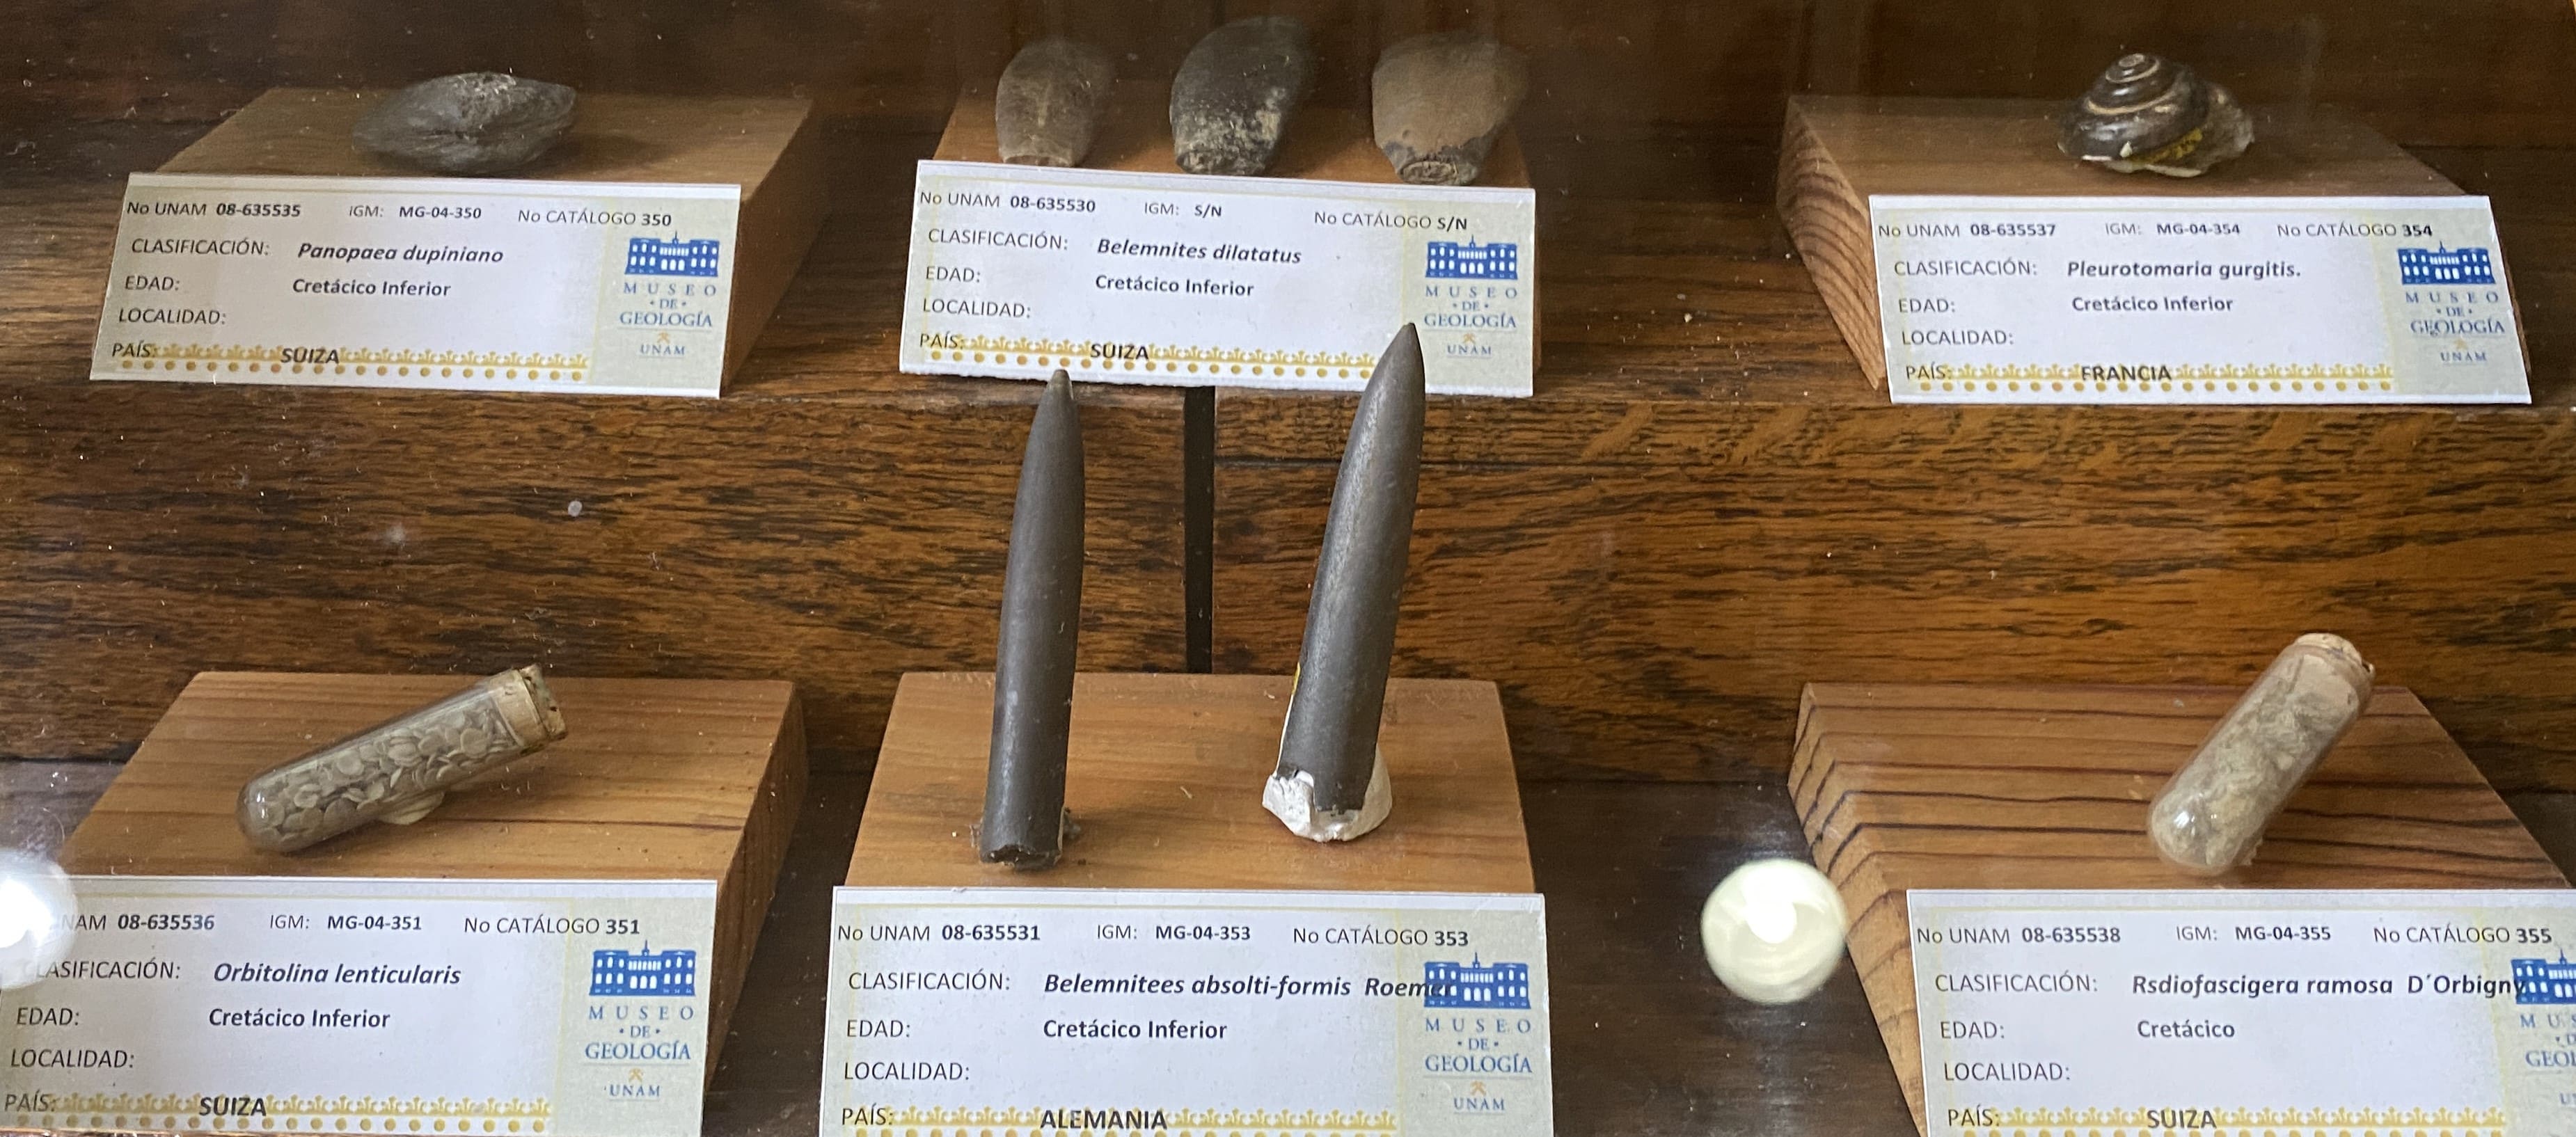 No UNAM 08-635535 IGM: MG-04-350 No CATÁLOGO 350
CLASIFICACIÓN: Panopaea dupiniano
EDAD: Cretácico Inferior
LOCALIDAD:
PAÍS: SUIZA
MUSEO
·DE·
GEOLOGÍA
UNAM
No UNAM 08-635530 IGM: S/N No CATÁLOGO S/N
CLASIFICACIÓN: Belemnites dilatatus
EDAD: Cretácico Inferior
LOCALIDAD:
PAÍS: SUIZA
MUSEO
·DE·
GEOLOGÍA
UNAM
No UNAM 08-635537 IGM: MG-04-354 No CATÁLOGO 354
CLASIFICACIÓN: Pleurotomaria gurgitis.
EDAD: Cretácico Inferior
LOCALIDAD:
PAÍS: FRANCIA
MUSEO
·DE·
GEOLOGÍA
UNAM
NAM 08-635536 IGM: MG-04-351 No CATÁLOGO 351
CLASIFICACIÓN: Orbitolina lenticularis
EDAD: Cretácico Inferior
LOCALIDAD:
PAÍS: SUIZA
MUSEO
·DE·
GEOLOGÍA
UNAM
No UNAM 08-635531 IGM: MG-04-353 No CATÁLOGO 353
CLASIFICACIÓN: Belemnitees absolti-formis Roemer
EDAD: Cretácico Inferior
LOCALIDAD:
PAÍS: ALEMANIA
MUSEO
·DE·
GEOLOGÍA
UNAM
No UNAM 08-635538 IGM: MG-04-355 No CATÁLOGO 355
CLASIFICACIÓN: Rsdiofascigera ramosa D´Orbigny
EDAD: Cretácico
LOCALIDAD:
PAÍS: SUIZA